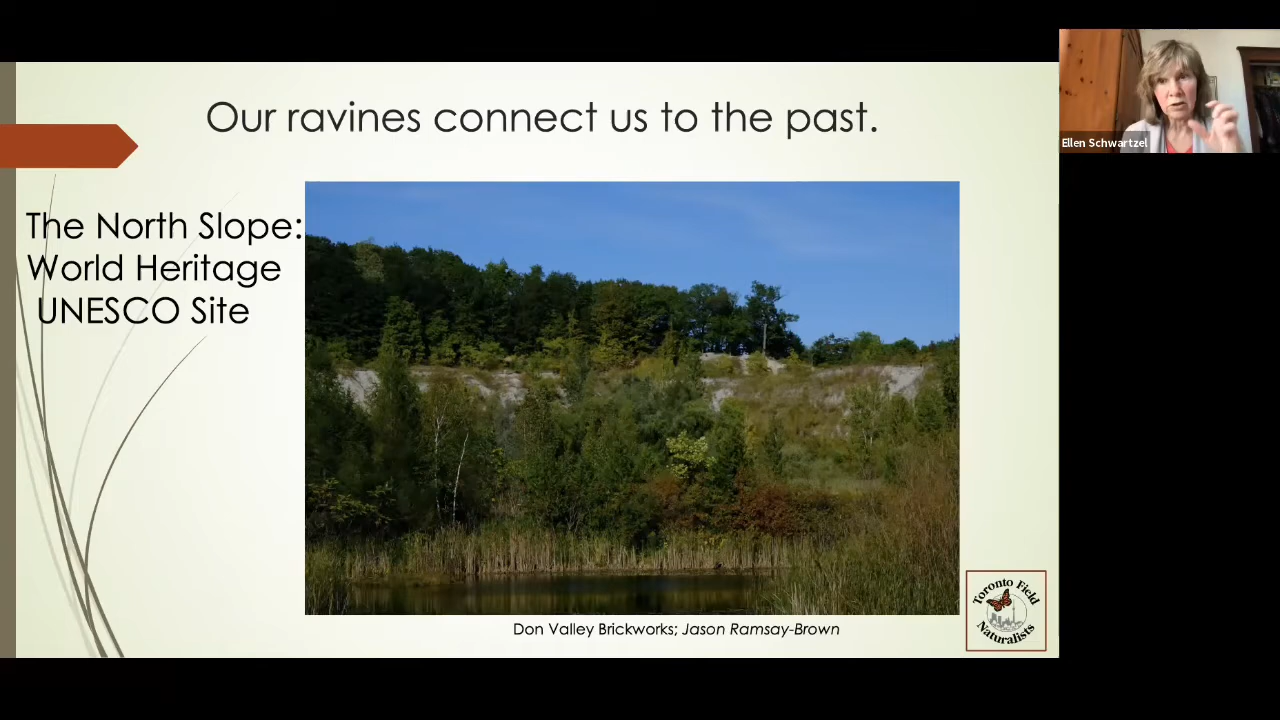 Our ravines connect us to the past.
Ellen Schwartzel
The North Slope:
World Heritage
UNESCO Site
Don Valley Brickworks; Jason Ramsay-Brown
Toronto Field
Naturalists